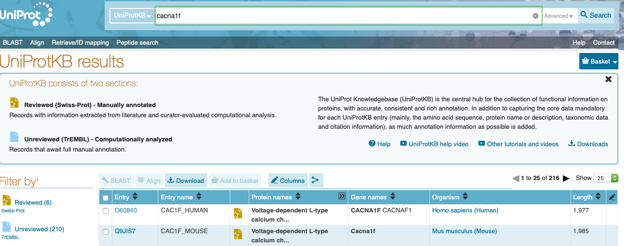 UniProt
UniProtKB
cacna1f
Advanced
Search
BLAST Align Retrieve/ID mapping Peptide search
Help Contact
UniProtKB results
Basket
UniProtKB consists of two sections:
Reviewed (Swiss-Prot) - Manually annotated
Records with information extracted from literature and curator-evaluated computational analysis.
Unreviewed (TrEMBL) - Computationally analyzed
Records that await full manual annotation.
The UniProt Knowledgebase (UniProtKB) is the central hub for the collection of functional information on
proteins, with accurate, consistent and rich annotation. In addition to capturing the core data mandatory
for each UniProtKB entry (mainly, the amino acid sequence, protein name or description, taxonomic data
and citation information), as much annotation information as possible is added.
Help UniProtKB help video Other tutorials and videos Downloads
Filter by
Reviewed (6)
Swiss-Prot
Unreviewed (210)
TrEMBL
BLAST Align Download Add to basket Columns
1 to 25 of 216 Show 25
Entry Entry name Protein names Gene names Organism Length
O60840 CAC1F_HUMAN Voltage-dependent L-type calcium ch... CACNA1F CACNAF1 Homo sapiens (Human) 1,977
Q9JIS7 CAC1F_MOUSE Voltage-dependent L-type calcium ch... Cacna1f Mus musculus (Mouse) 1,985